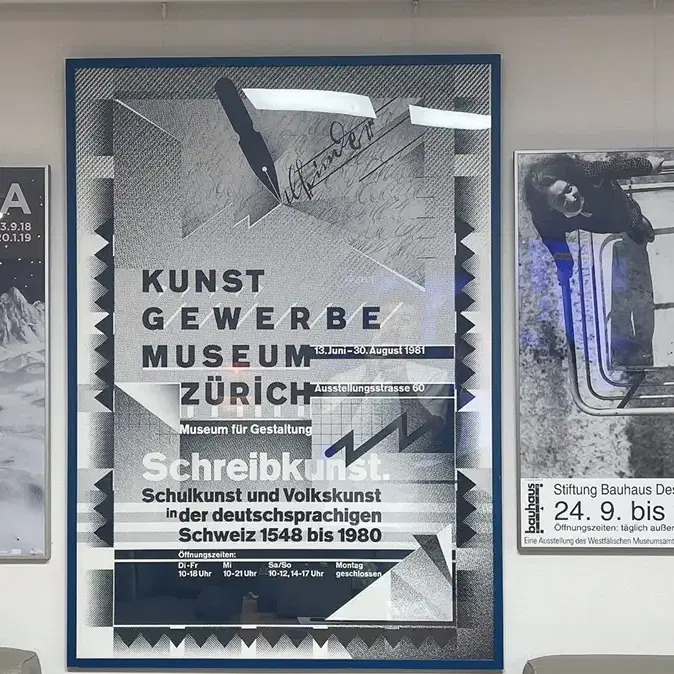 A
3.9.18
20.1.19
KUNST
GEWERBE
MUSEUM
13. Juni – 30. August 1981
ZÜRICH
Ausstellungsstrasse 60
Museum für Gestaltung
Schreibkunst.
Schulkunst und Volkskunst
in der deutschsprachigen
Schweiz 1548 bis 1980
Öffnungszeiten:
Di - Fr Mi Sa/So Montag
10-18 Uhr 10-21 Uhr 10-12, 14-17 Uhr geschlossen
bauhaus
Stiftung Bauhaus Des
24. 9. bis
Öffnungszeiten: täglich außer
Eine Ausstellung des Westfälischen Museumsamt